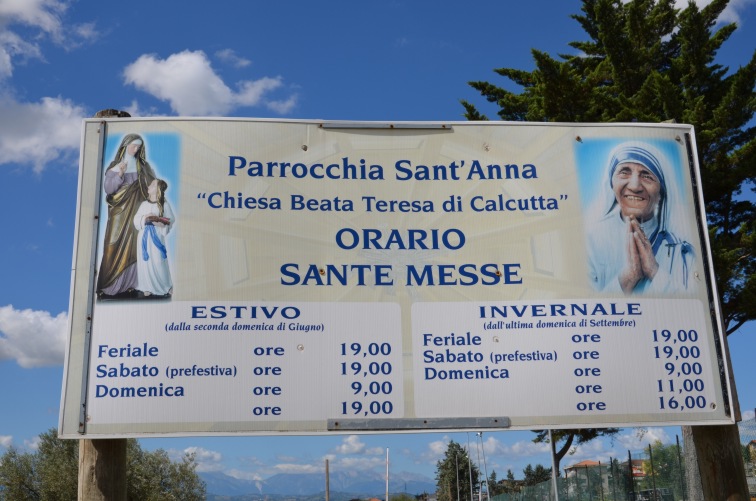 Parrocchia Sant'Anna
"Chiesa Beata Teresa di Calcutta"
ORARIO
SANTE MESSE
ESTIVO
(dalla seconda domenica di Giugno)
Feriale ore 19,00
Sabato (prefestiva) ore 19,00
Domenica ore 9,00
ore 19,00
INVERNALE
(dall'ultima domenica di Settembre)
Feriale ore 19,00
Sabato (prefestiva) ore 19,00
Domenica ore 9,00
ore 11,00
ore 16,00